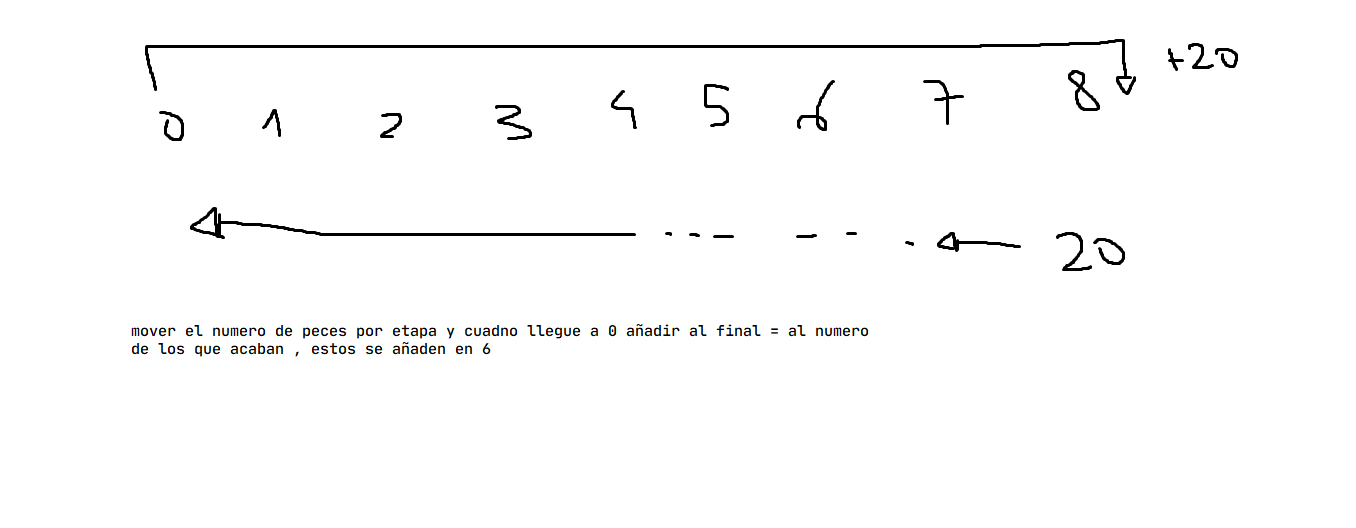 +20
0 1 2 3 4 5 6 7 8
20
mover el numero de peces por etapa y cuadno llegue a 0 añadir al final = al numero
de los que acaban , estos se añaden en 6